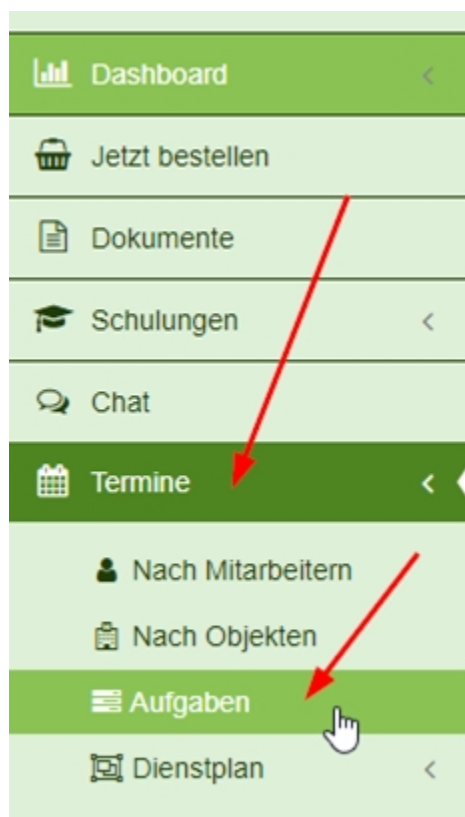 Dashboard
Jetzt bestellen
Dokumente
Schulungen
Chat
Termine
Nach Mitarbeitern
Nach Objekten
Aufgaben
Dienstplan